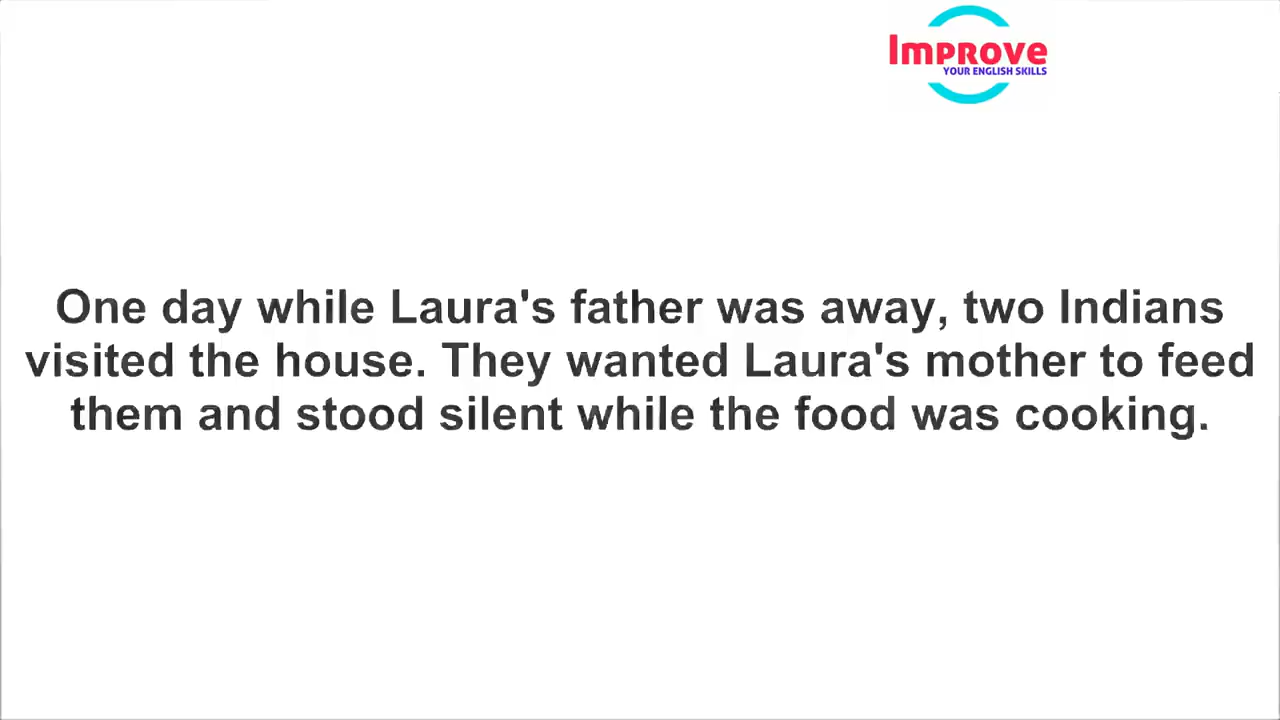 Improve
YOUR ENGLISH SKILLS
One day while Laura's father was away, two Indians
visited the house. They wanted Laura's mother to feed
them and stood silent while the food was cooking.